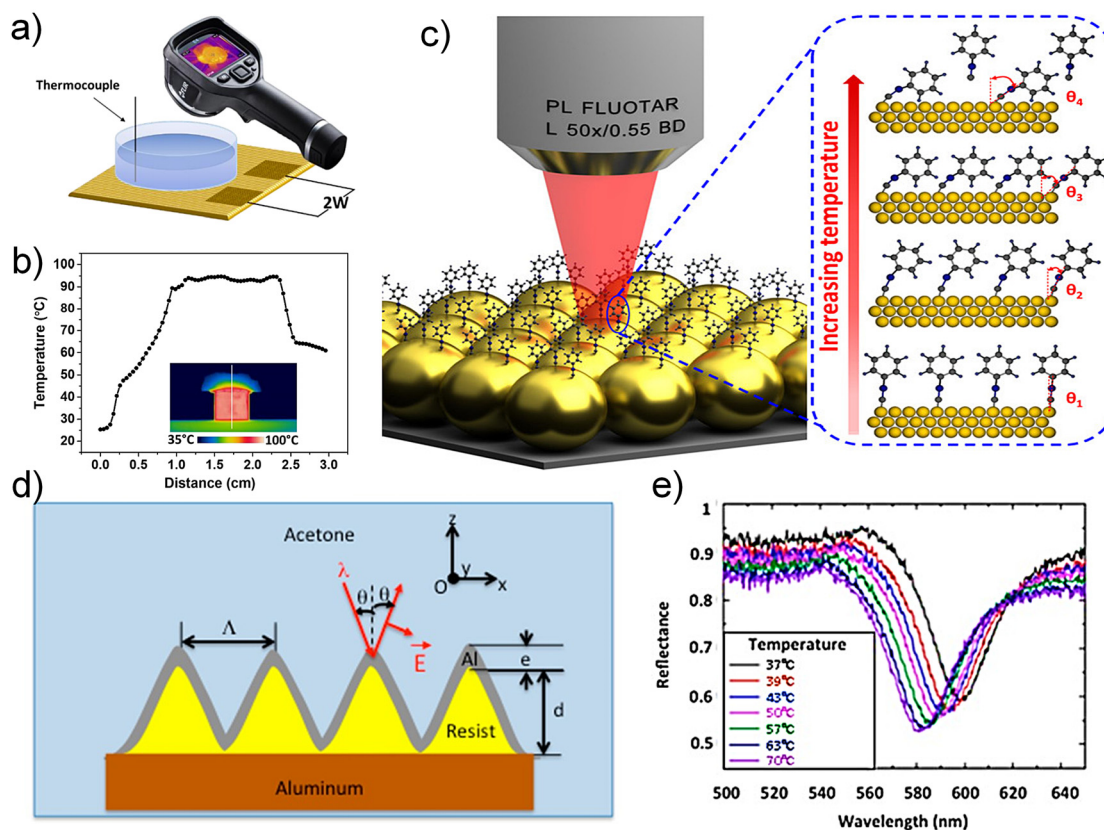 a)
Thermocouple
2W
b)
Temperature (°C)
100
90
80
70
60
50
40
30
20
35°C
100°C
0.0
0.5
1.0
1.5
2.0
2.5
3.0
Distance (cm)
c)
PL FLUOTAR
L 50x/0.55 BD
Increasing temperature
θ4
θ3
θ2
θ1
d)
Acetone
z
y
O
x
λ
θ
θ
Λ
E
Al
e
d
Resist
Aluminum
e)
Reflectance
1
0.9
0.8
0.7
0.6
0.5
Temperature
37°C
39°C
43°C
50°C
57°C
63°C
70°C
500
520
540
560
580
600
620
640
Wavelength (nm)